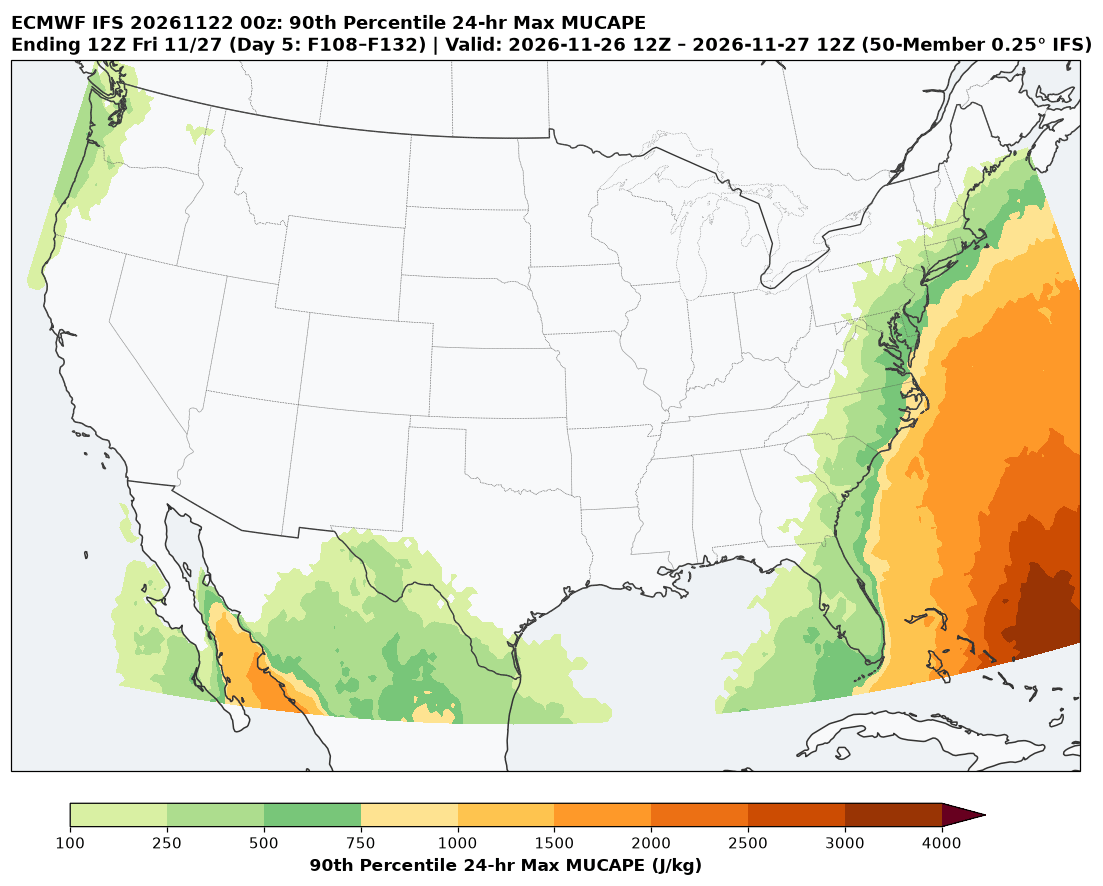 ECMWF IFS 20261122 00z: 90th Percentile 24-hr Max MUCAPE
Ending 12Z Fri 11/27 (Day 5: F108–F132) | Valid: 2026-11-26 12Z – 2026-11-27 12Z (50-Member 0.25° IFS)
100 250 500 750 1000 1500 2000 2500 3000 4000
90th Percentile 24-hr Max MUCAPE (J/kg)